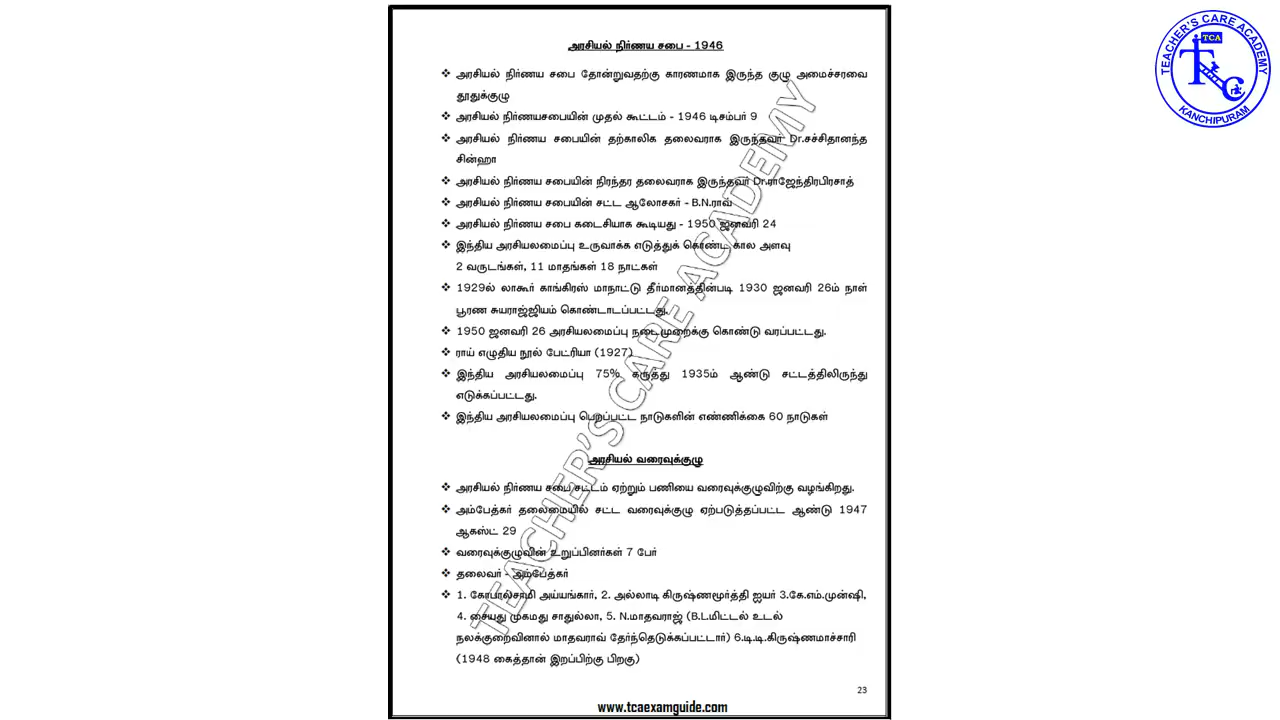 அரசியல் நிர்ணய சபை - 1946
❖ அரசியல் நிர்ணய சபை தோன்றுவதற்கு காரணமாக இருந்த குழு அமைச்சரவை
தூதுக்குழு
❖ அரசியல் நிர்ணயசபையின் முதல் கூட்டம் - 1946 டிசம்பர் 9
❖ அரசியல் நிர்ணய சபையின் தற்காலிக தலைவராக இருந்தவர் Dr.சச்சிதானந்த
சின்ஹா
❖ அரசியல் நிர்ணய சபையின் நிரந்தர தலைவராக இருந்தவர் Dr.ராஜேந்திரபிரசாத்
❖ அரசியல் நிர்ணய சபையின் சட்ட ஆலோசகர் - B.N.ராவ்
❖ அரசியல் நிர்ணய சபை கடைசியாக கூடியது - 1950 ஜனவரி 24
❖ இந்திய அரசியலமைப்பு உருவாக்க எடுத்துக் கொண்ட கால அளவு
2 வருடங்கள், 11 மாதங்கள் 18 நாட்கள்
❖ 1929ல் லாகூர் காங்கிரஸ் மாநாட்டு தீர்மானத்தின்படி 1930 ஜனவரி 26ம் நாள்
பூரண சுயராஜ்ஜியம் கொண்டாடப்பட்டது.
❖ 1950 ஜனவரி 26 அரசியலமைப்பு நடைமுறைக்கு கொண்டு வரப்பட்டது.
❖ ராய் எழுதிய நூல் பேட்ரியா (1927)
❖ இந்திய அரசியலமைப்பு 75% கருத்து 1935ம் ஆண்டு சட்டத்திலிருந்து
எடுக்கப்பட்டது.
❖ இந்திய அரசியலமைப்பு பெறப்பட்ட நாடுகளின் எண்ணிக்கை 60 நாடுகள்
அரசியல் வரைவுக்குழு
❖ அரசியல் நிர்ணய சபை சட்டம் ஏற்றும் பணியை வரைவுக்குழுவிற்கு வழங்கிறது.
❖ அம்பேத்கர் தலைமையில் சட்ட வரைவுக்குழு ஏற்படுத்தப்பட்ட ஆண்டு 1947
ஆகஸ்ட் 29
❖ வரைவுக்குழுவின் உறுப்பினர்கள் 7 பேர்
❖ தலைவர் - அம்பேத்கர்
❖ 1. கோபால்சாமி அய்யங்கார், 2. அல்லாடி கிருஷ்ணமூர்த்தி ஐயர் 3.கே.எம்.முன்ஷி,
4. சையது முகமது சாதுல்லா, 5. N.மாதவராஜ் (B.L.மிட்டல் உடல்
நலக்குறைவினால் மாதவராவ் தேர்ந்தெடுக்கப்பட்டார்) 6.டி.டி.கிருஷ்ணமாச்சாரி
(1948 கைத்தான் இறப்பிற்கு பிறகு)
23
www.tcaexamguide.com
TEACHER'S CARE ACADEMY
TEACHER'S CARE ACADEMY
TCA
KANCHIPURAM